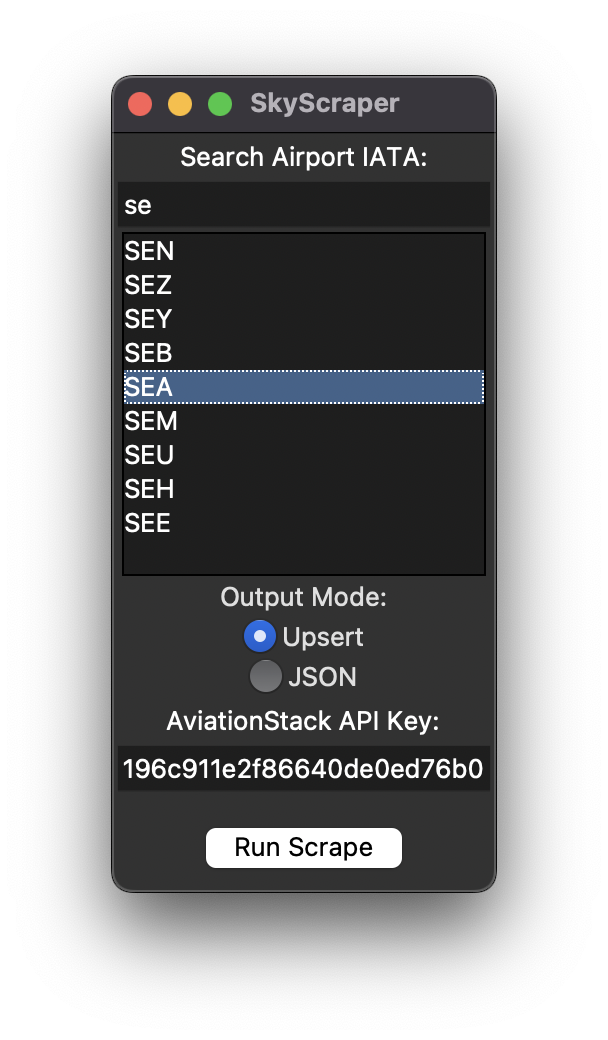 SkyScraper
Search Airport IATA:
se
SEN
SEZ
SEY
SEB
SEA
SEM
SEU
SEH
SEE
Output Mode:
Upsert
JSON
AviationStack API Key:
196c911e2f86640de0ed76b0
Run Scrape